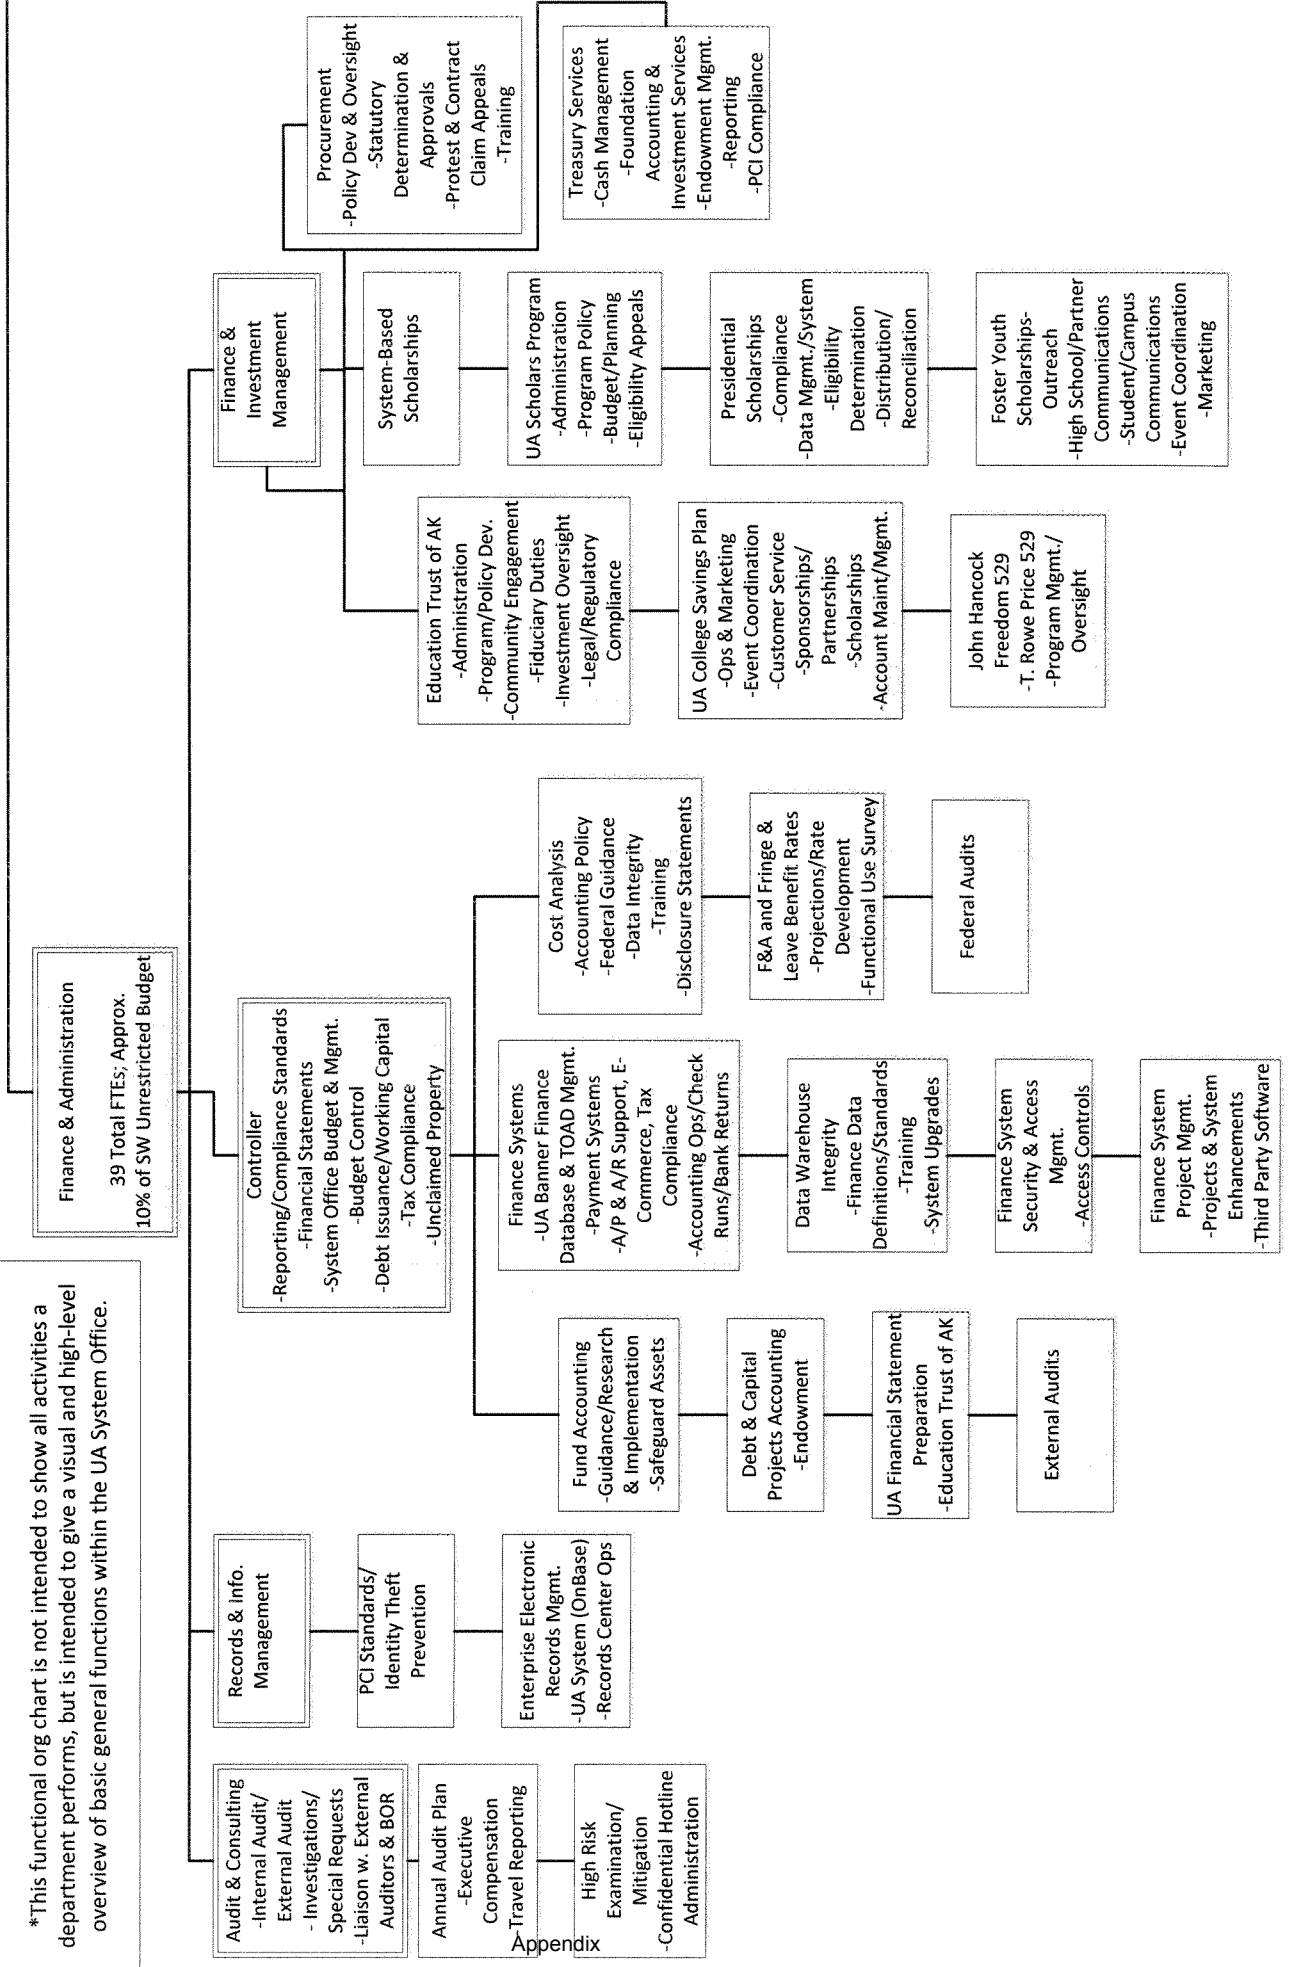 *This functional org chart is not intended to show all activities a
department performs, but is intended to give a visual and high-level
overview of basic general functions within the UA System Office.
Finance & Administration
39 Total FTEs; Approx.
10% of SW Unrestricted Budget
Audit & Consulting
-Internal Audit/
External Audit
- Investigations/
Special Requests
-Liaison w. External
Auditors & BOR
Annual Audit Plan
-Executive
Compensation
-Travel Reporting
High Risk
Examination/
Mitigation
-Confidential Hotline
Administration
Records & Info.
Management
PCI Standards/
Identity Theft
Prevention
Enterprise Electronic
Records Mgmt.
-UA System (OnBase)
-Records Center Ops
Controller
-Reporting/Compliance Standards
-Financial Statements
-System Office Budget & Mgmt.
-Budget Control
-Debt Issuance/Working Capital
-Tax Compliance
-Unclaimed Property
Fund Accounting
-Guidance/Research
& Implementation
-Safeguard Assets
Debt & Capital
Projects Accounting
-Endowment
UA Financial Statement
Preparation
-Education Trust of AK
External Audits
Finance Systems
-UA Banner Finance
Database & TOAD Mgmt.
-Payment Systems
-A/P & A/R Support, E-
Commerce, Tax
Compliance
-Accounting Ops/Check
Runs/Bank Returns
Data Warehouse
Integrity
-Finance Data
Definitions/Standards
-Training
-System Upgrades
Finance System
Security & Access
Mgmt.
-Access Controls
Finance System
Project Mgmt.
-Projects & System
Enhancements
-Third Party Software
Cost Analysis
-Accounting Policy
-Federal Guidance
-Data Integrity
-Training
-Disclosure Statements
F&A and Fringe &
Leave Benefit Rates
-Projections/Rate
Development
-Functional Use Survey
Federal Audits
Finance &
Investment
Management
Education Trust of AK
-Administration
-Program/Policy Dev.
-Community Engagement
-Fiduciary Duties
-Investment Oversight
-Legal/Regulatory
Compliance
UA College Savings Plan
-Ops & Marketing
-Event Coordination
-Customer Service
-Sponsorships/
Partnerships
-Scholarships
-Account Maint/Mgmt.
John Hancock
Freedom 529
-T. Rowe Price 529
-Program Mgmt./
Oversight
System-Based
Scholarships
UA Scholars Program
-Administration
-Program Policy
-Budget/Planning
-Eligibility Appeals
Presidential
Scholarships
-Compliance
-Data Mgmt./System
-Eligibility
Determination
-Distribution/
Reconciliation
Foster Youth
Scholarships-
Outreach
-High School/Partner
Communications
-Student/Campus
Communications
-Event Coordination
-Marketing
Procurement
-Policy Dev & Oversight
-Statutory
Determination &
Approvals
-Protest & Contract
Claim Appeals
-Training
Treasury Services
-Cash Management
-Foundation
Accounting &
Investment Services
-Endowment Mgmt.
-Reporting
-PCI Compliance
Appendix